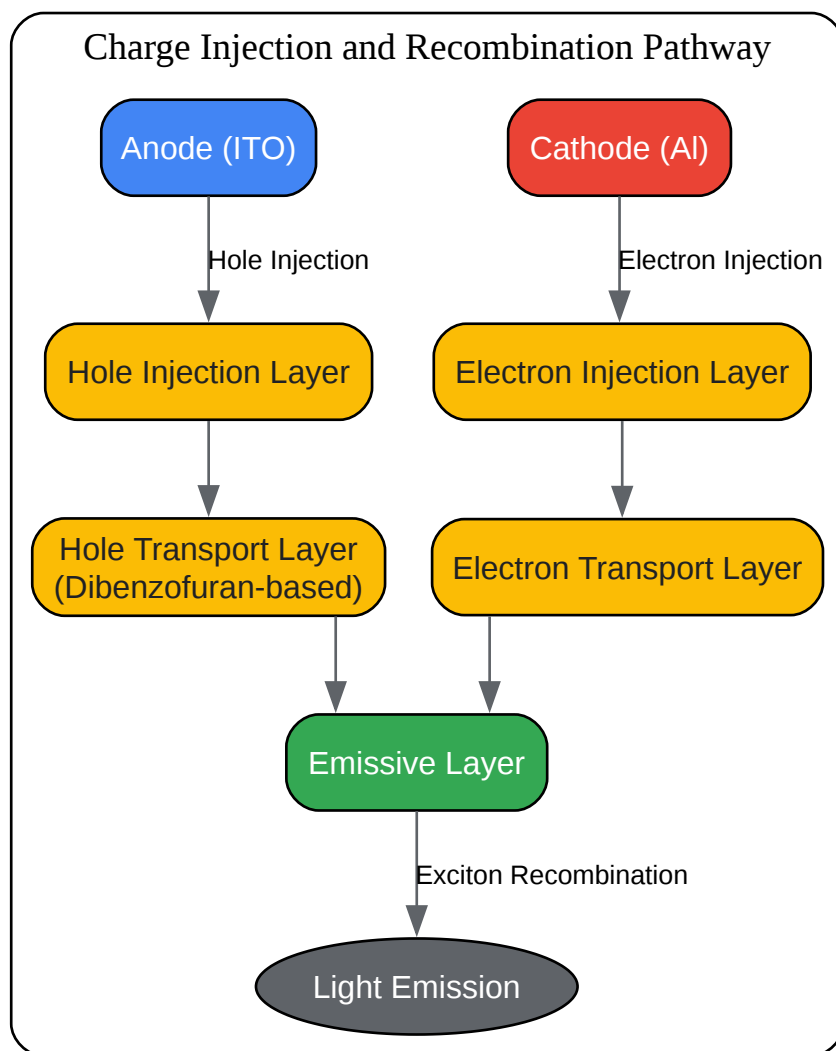 Charge Injection and Recombination Pathway
Anode (ITO)
Cathode (Al)
Hole Injection
Electron Injection
Hole Injection Layer
Electron Injection Layer
Hole Transport Layer
(Dibenzofuran-based)
Electron Transport Layer
Emissive Layer
Exciton Recombination
Light Emission